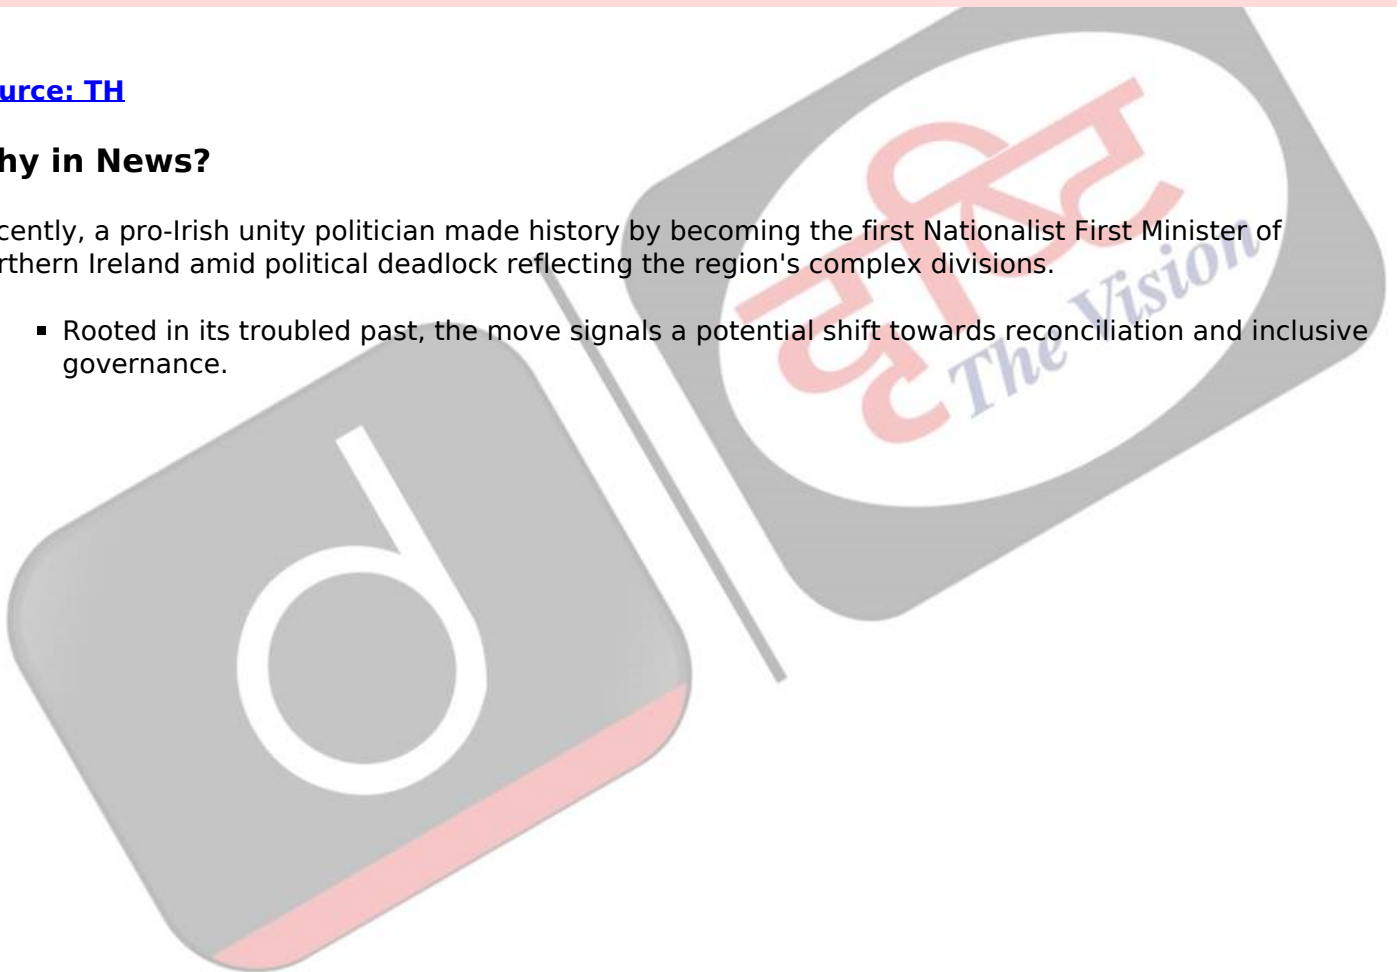 urce: TH
hy in News?
cently, a pro-Irish unity politician made history by becoming the first Nationalist First Minister of
rthern Ireland amid political deadlock reflecting the region's complex divisions.
Rooted in its troubled past, the move signals a potential shift towards reconciliation and inclusive
governance.
दृष्टि
The Vision
d